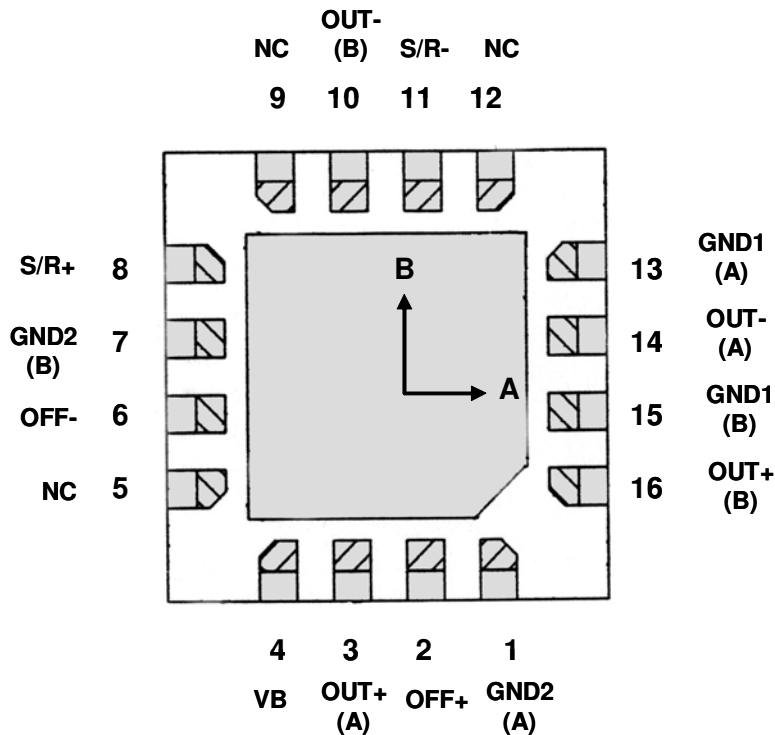 OUT-
NC (B) S/R- NC
9 10 11 12
S/R+ 8
GND2 7
(B)
OFF- 6
NC 5
B
A
13 GND1
(A)
14 OUT-
(A)
15 GND1
(B)
16 OUT+
(B)
4 3 2 1
VB OUT+ OFF+ GND2
(A) (A)